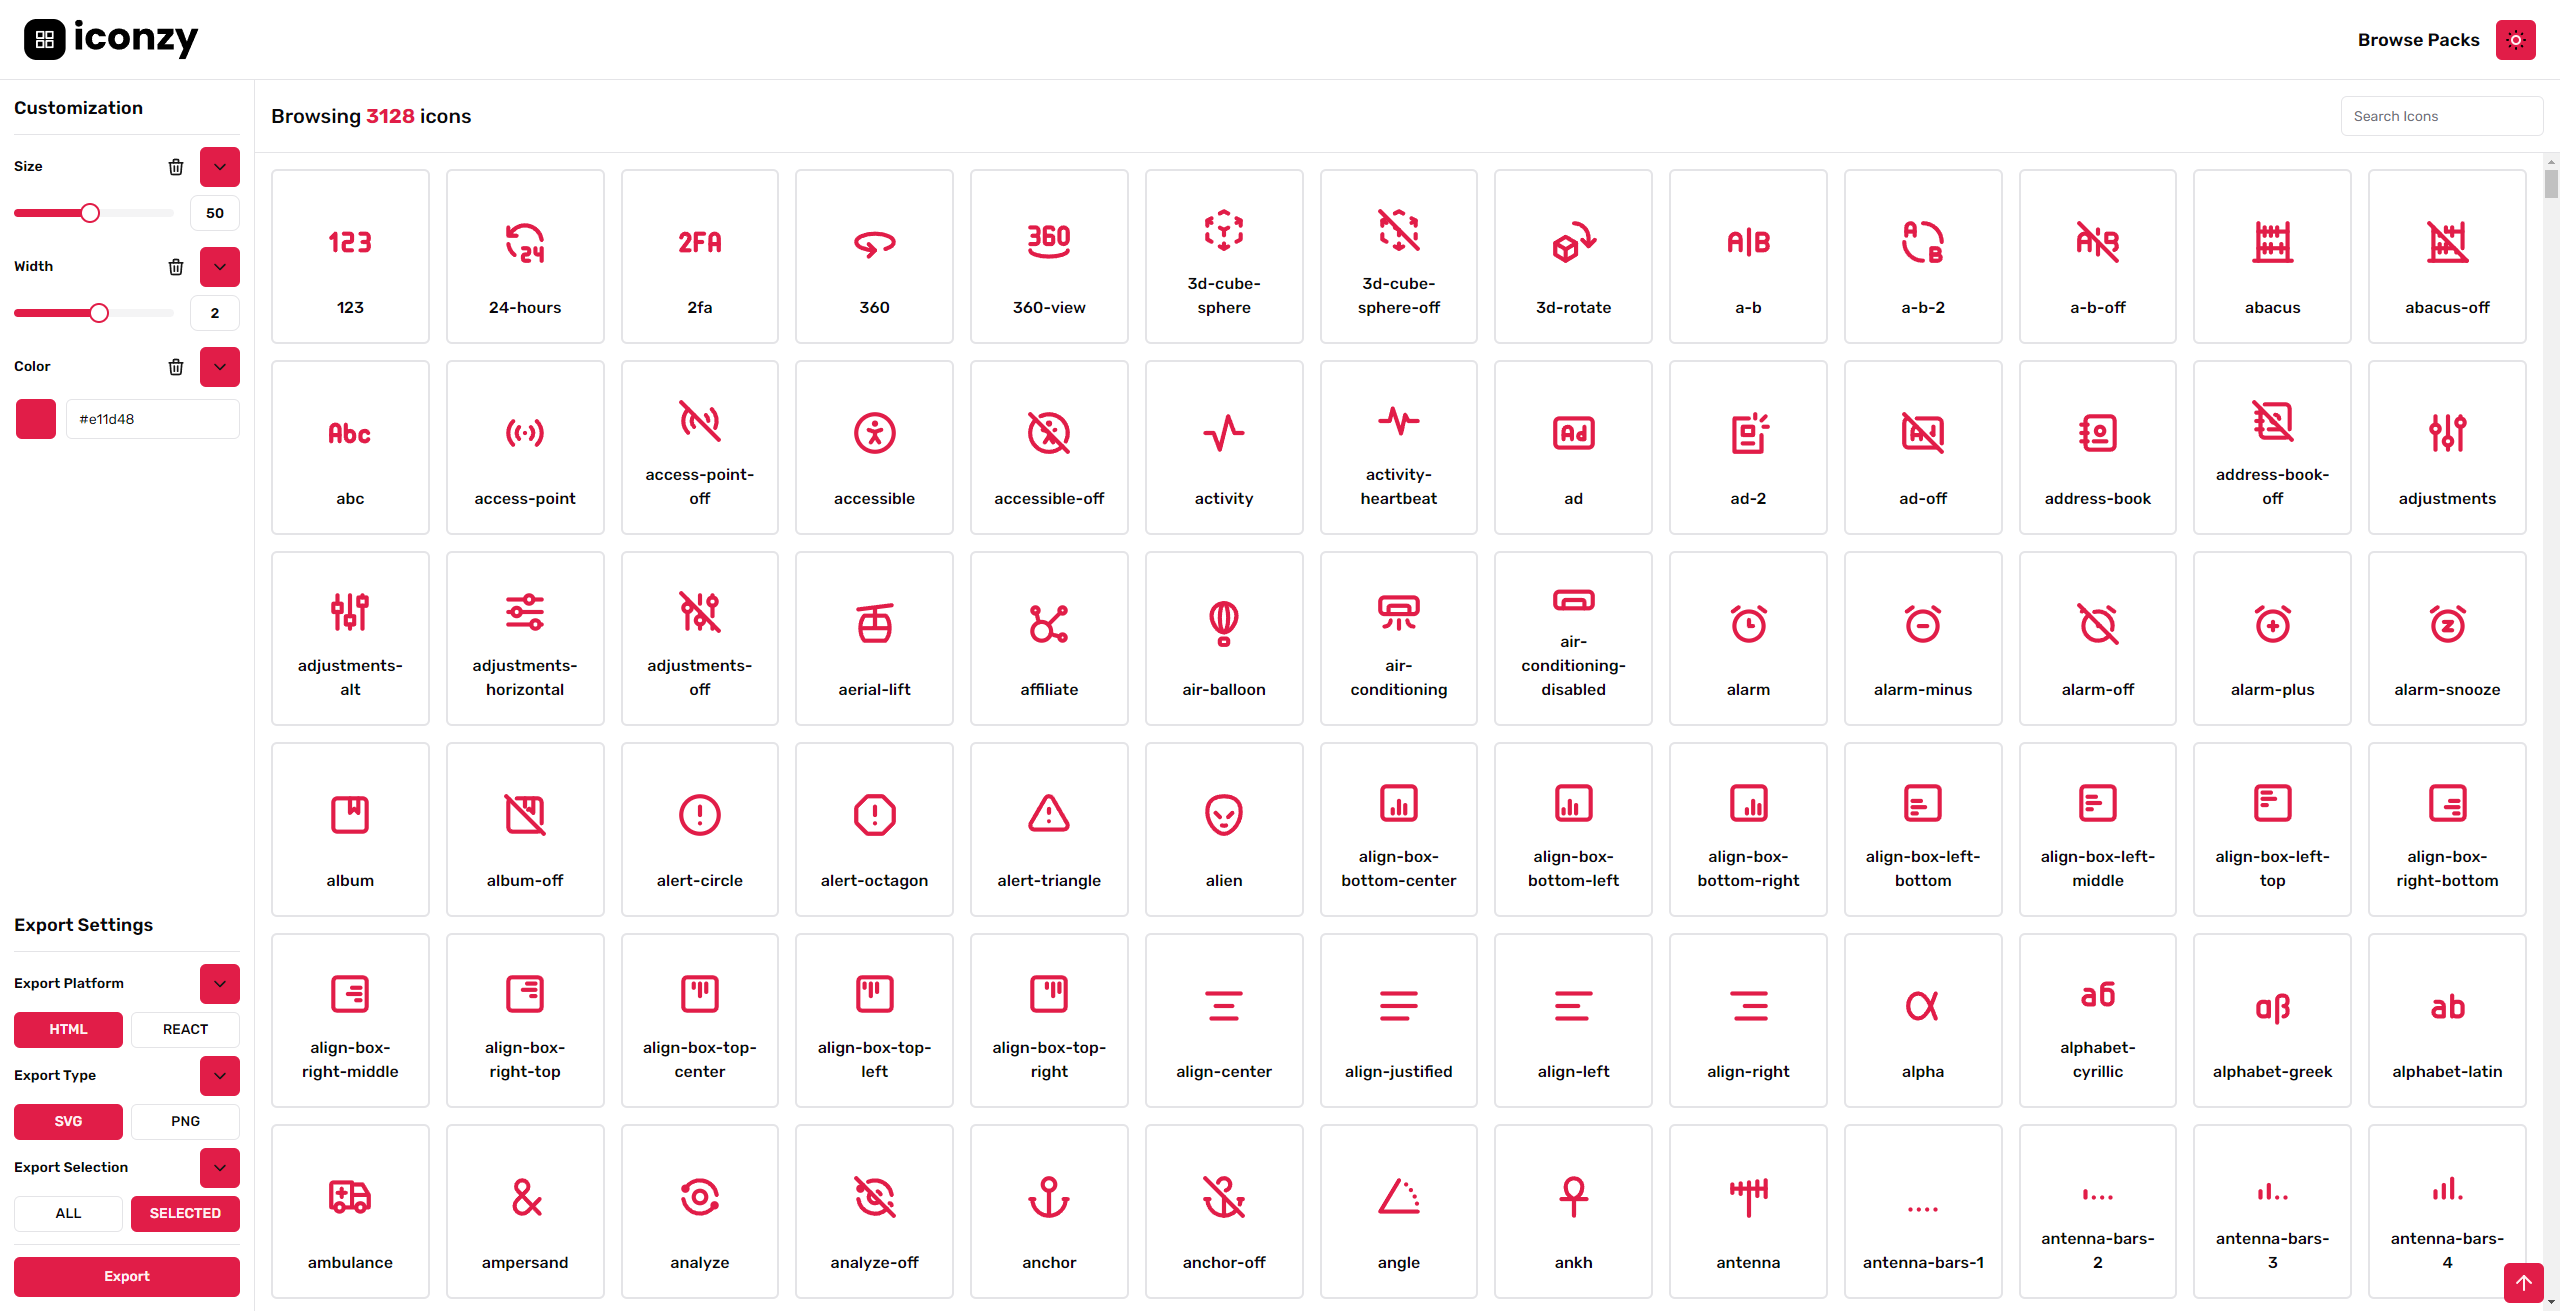 iconzy
Browse Packs
Customization
Size
50
Width
2
Color
#e11d48
Export Settings
Export Platform
HTML REACT
Export Type
SVG PNG
Export Selection
ALL SELECTED
Export
Browsing 3128 icons
Search Icons
123 24 2FA 360 A|B A B A|B
123 24-hours 2fa 360 360-view 3d-cube-
sphere 3d-cube-
sphere-off 3d-rotate a-b a-b-2 a-b-off abacus abacus-off
Abc Ad Ad
abc access-point access-point-
off accessible accessible-off activity activity-
heartbeat ad ad-2 ad-off address-book address-book-
off adjustments
adjustments-
alt adjustments-
horizontal adjustments-
off aerial-lift affiliate air-balloon air-
conditioning air-
conditioning-
disabled alarm alarm-minus alarm-off alarm-plus alarm-snooze
album album-off alert-circle alert-octagon alert-triangle alien align-box-
bottom-center align-box-
bottom-left align-box-
bottom-right align-box-left-
bottom align-box-left-
middle align-box-left-
top align-box-
right-bottom
α аб αβ ab
align-box-
right-middle align-box-
right-top align-box-top-
center align-box-top-
left align-box-top-
right align-center align-justified align-left align-right alpha alphabet-
cyrillic alphabet-greek alphabet-latin
&
ambulance ampersand analyze analyze-off anchor anchor-off angle ankh antenna antenna-bars-1 antenna-bars-
2 antenna-bars-
3 antenna-bars-
4